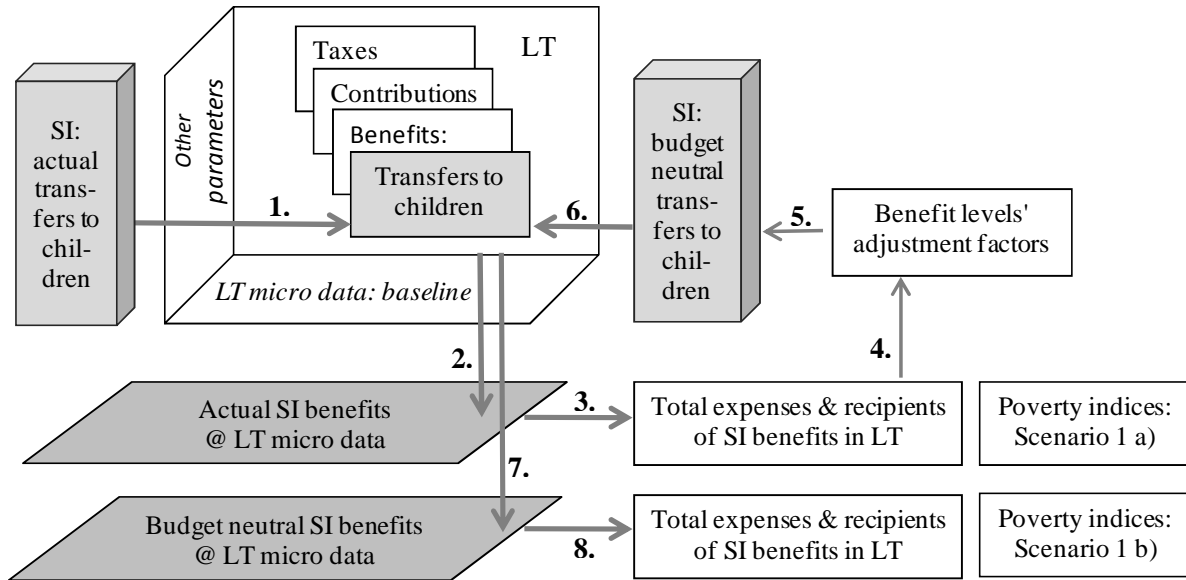 LT
Taxes
Contributions
Benefits:
Transfers to
children
Other
parameters
LT micro data: baseline
SI:
actual
trans-
fers to
chil-
dren
1.
SI:
budget
neutral
trans-
fers to
chil-
dren
6.
5.
Benefit levels'
adjustment factors
4.
2.
Actual SI benefits
@ LT micro data
3.
Total expenses & recipients
of SI benefits in LT
Poverty indices:
Scenario 1 a)
7.
Budget neutral SI benefits
@ LT micro data
8.
Total expenses & recipients
of SI benefits in LT
Poverty indices:
Scenario 1 b)